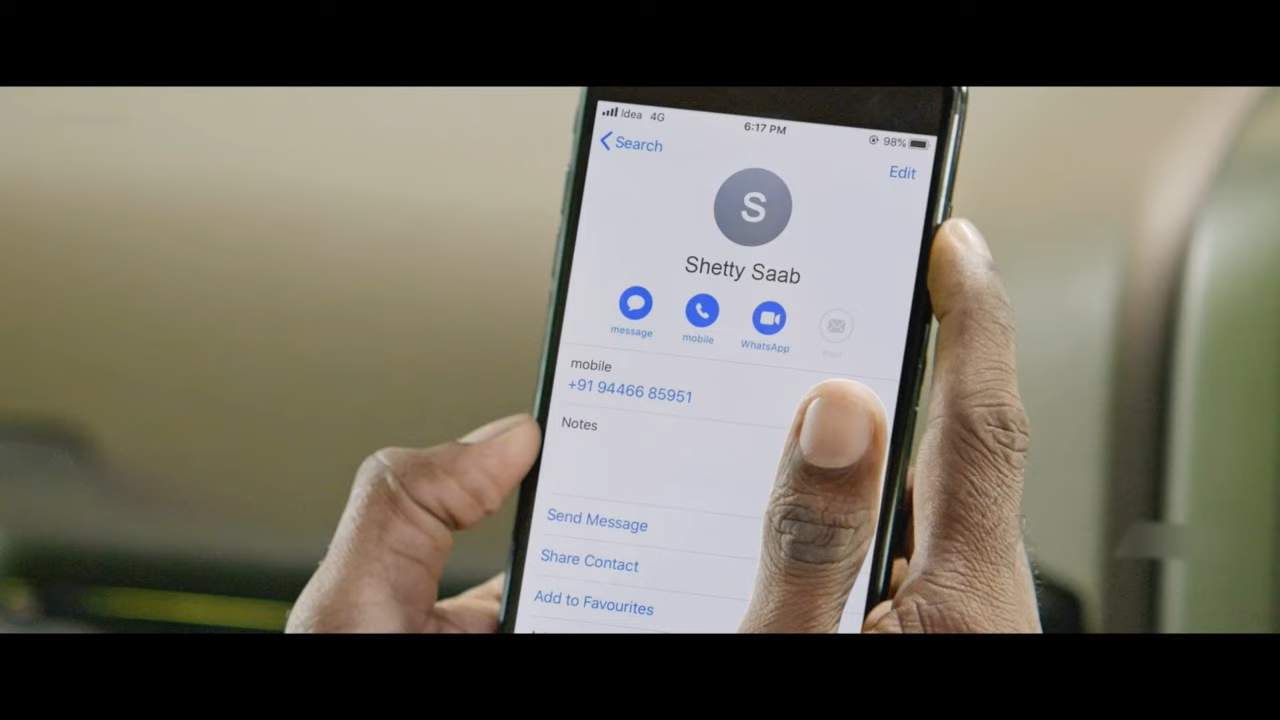 Idea 4G 6:17 PM 98%
Search
Edit
S
Shetty Saab
message mobile WhatsApp mail
mobile
+91 94466 85951
Notes
Send Message
Share Contact
Add to Favourites